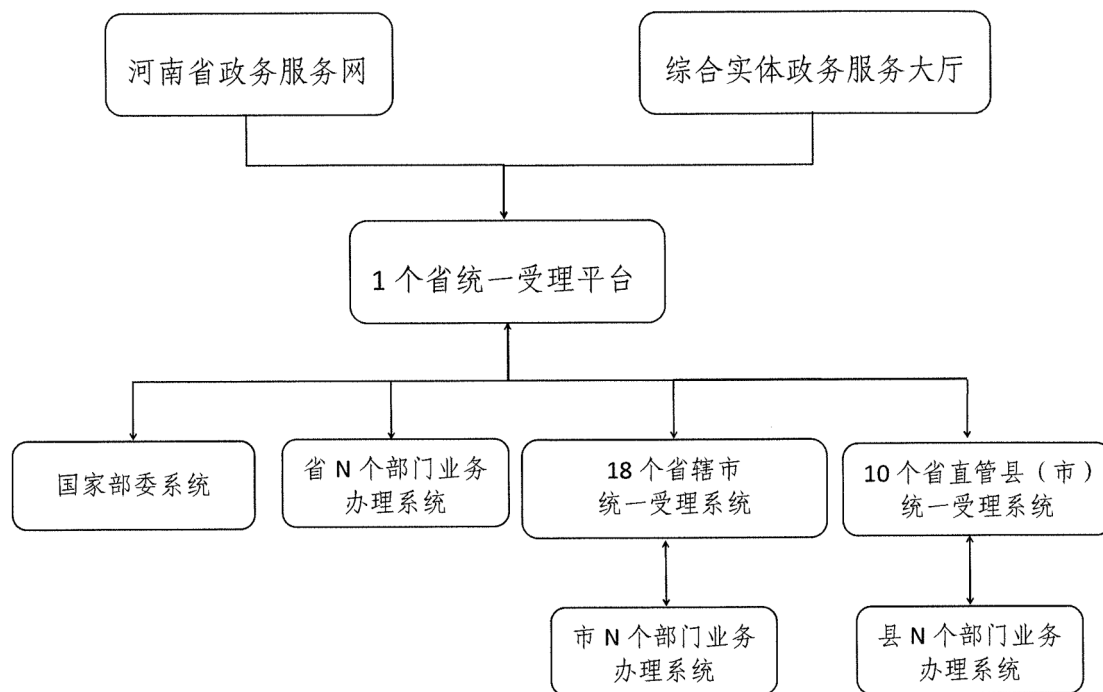 河南省政务服务网
综合实体政务服务大厅
1个省统一受理平台
国家部委系统
省N个部门业务
办理系统
18个省辖市
统一受理系统
10个省直管县（市）
统一受理系统
市N个部门业务
办理系统
县N个部门业务
办理系统